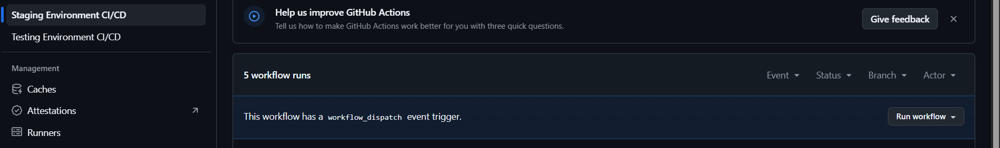 Staging Environment CI/CD
Testing Environment CI/CD
Management
Caches
Attestations
Runners
Help us improve GitHub Actions
Tell us how to make GitHub Actions work better for you with three quick questions.
Give feedback
5 workflow runs
Event
Status
Branch
Actor
This workflow has a workflow_dispatch event trigger.
Run workflow